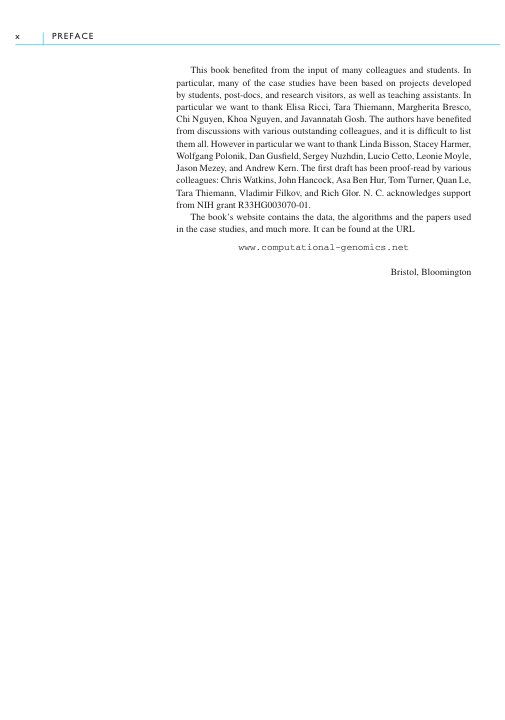 x PREFACE
This book benefited from the input of many colleagues and students. In
particular, many of the case studies have been based on projects developed
by students, post-docs, and research visitors, as well as teaching assistants. In
particular we want to thank Elisa Ricci, Tara Thiemann, Margherita Bresco,
Chi Nguyen, Khoa Nguyen, and Javannatah Gosh. The authors have benefited
from discussions with various outstanding colleagues, and it is difficult to list
them all. However in particular we want to thank Linda Bisson, Stacey Harmer,
Wolfgang Polonik, Dan Gusfield, Sergey Nuzhdin, Lucio Cetto, Leonie Moyle,
Jason Mezey, and Andrew Kern. The first draft has been proof-read by various
colleagues: Chris Watkins, John Hancock, Asa Ben Hur, Tom Turner, Quan Le,
Tara Thiemann, Vladimir Filkov, and Rich Glor. N. C. acknowledges support
from NIH grant R33HG003070-01.
The book's website contains the data, the algorithms and the papers used
in the case studies, and much more. It can be found at the URL
www.computational-genomics.net
Bristol, Bloomington